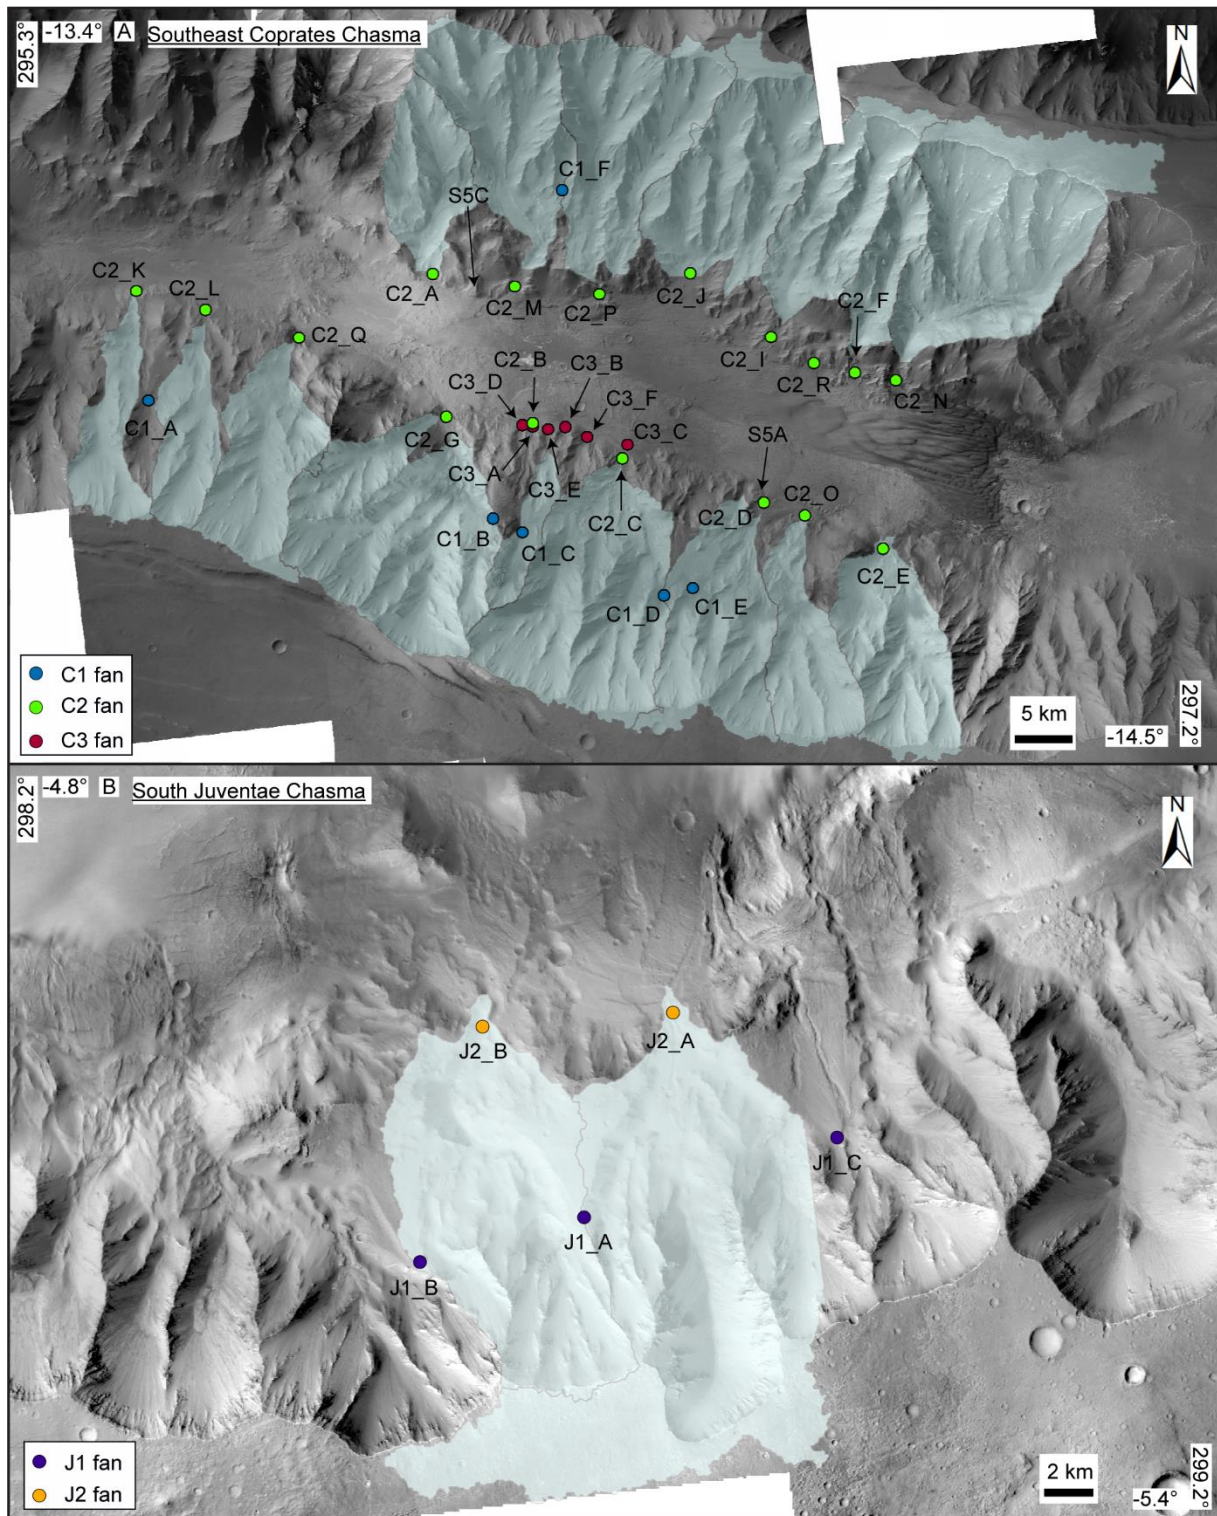 295.3°
-13.4°
A
Southeast Coprates Chasma
N
C1_F
S5C
C2_K
C2_L
C2_A
C2_M
C2_P
C2_J
C2_F
C2_Q
C2_B
C3_B
C3_D
C3_F
C2_I
C2_R
C2_N
C1_A
C2_G
C3_A
C3_E
C3_C
S5A
C2_C
C2_D
C2_O
C1_B
C1_C
C2_E
C1_D
C1_E
C1 fan
C2 fan
C3 fan
5 km
-14.5°
297.2°
298.2°
-4.8°
B
South Juventae Chasma
N
J2_B
J2_A
J1_C
J1_A
J1_B
J1 fan
J2 fan
2 km
-5.4°
299.2°